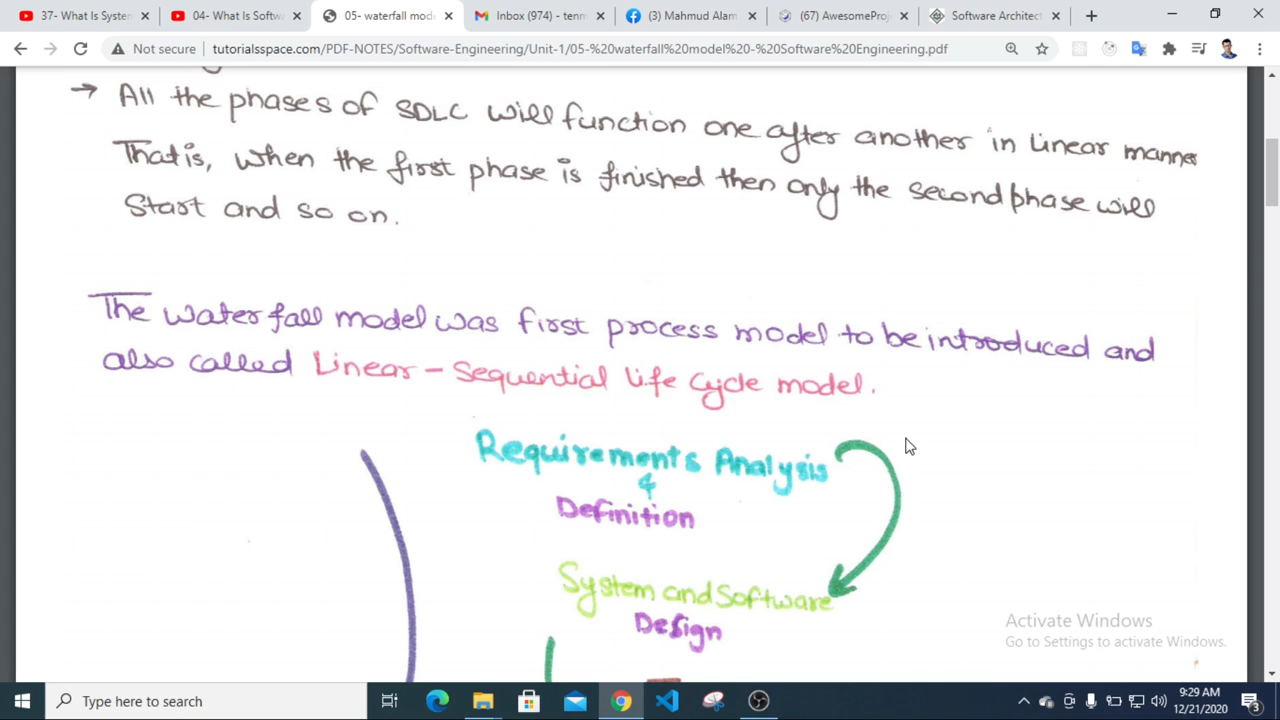 37- What Is System
04- What Is Softw
05- waterfall mod
Inbox (974) - tenm
(3) Mahmud Alam
(67) AwesomeProj
Software Architect
Not secure
tutorialsspace.com/PDF-NOTES/Software-Engineering/Unit-1/05-%20waterfall%20model%20-%20Software%20Engineering.pdf
→ All the phases of SDLC will function one after another in linear manner
That is, when the first phase is finished then only the second phase will
Start and so on.
The waterfall model was first process model to be introduced and
also called Linear - Sequential life cycle model.
Requirements Analysis
&
Definition
System and Software
Design
Activate Windows
Go to Settings to activate Windows.
Type here to search
9:29 AM
12/21/2020
3